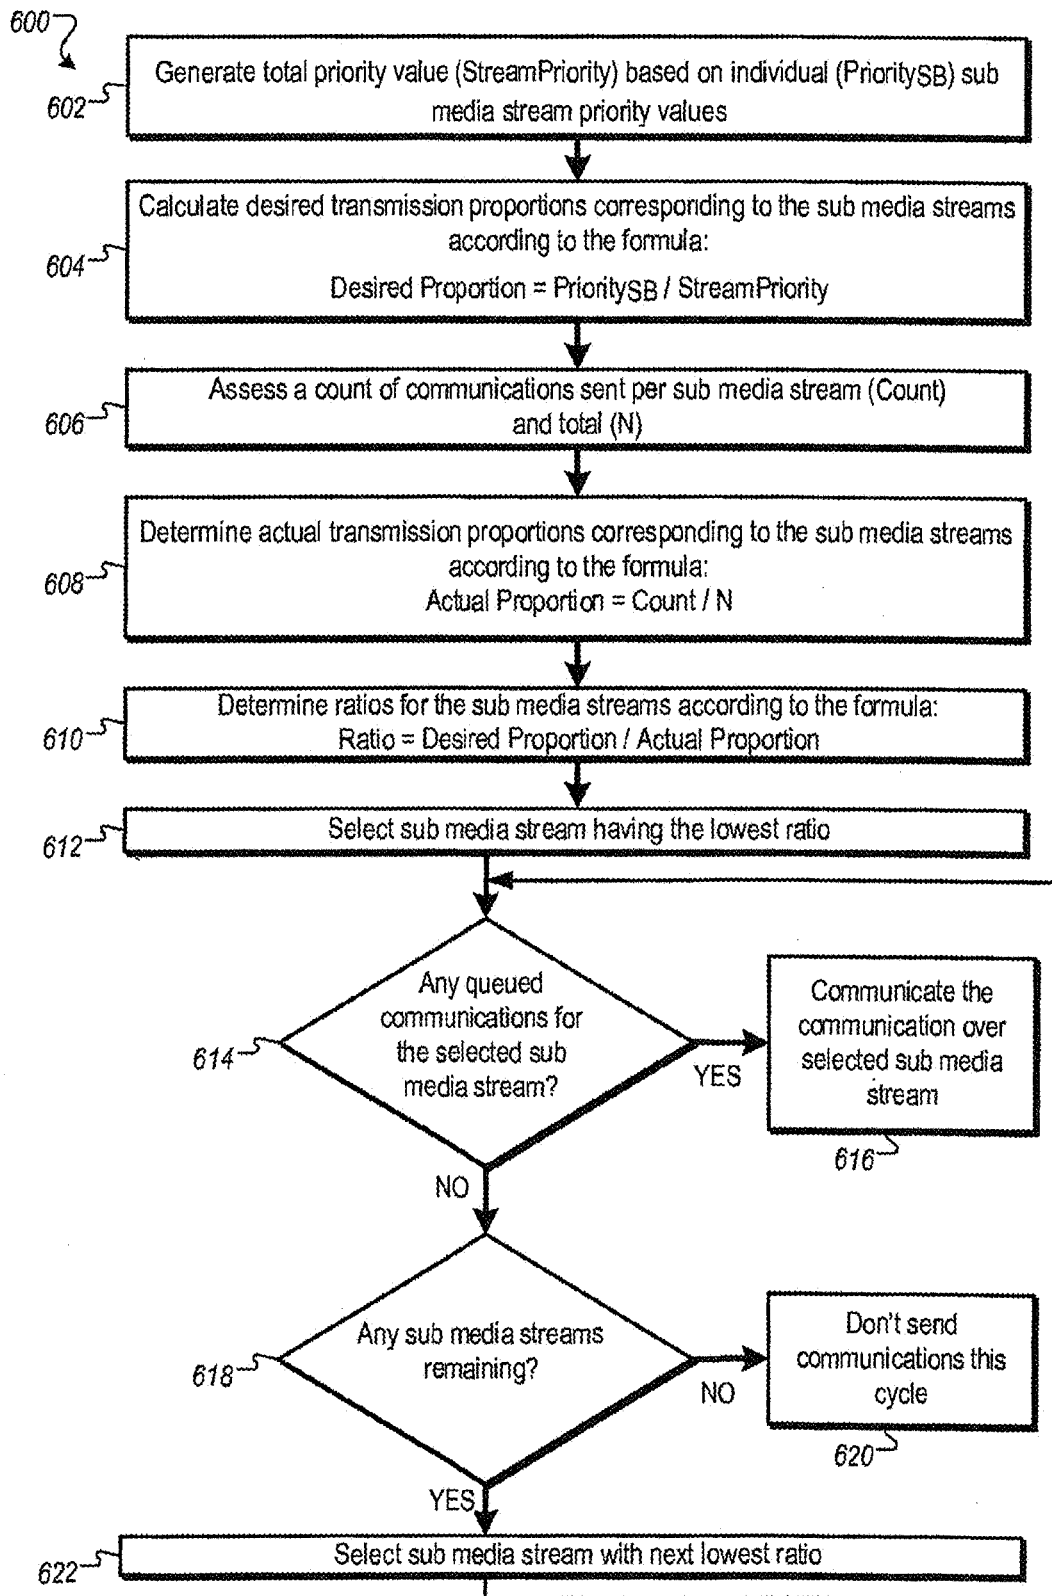 600
Generate total priority value (StreamPriority) based on individual (PrioritySB) sub
media stream priority values
602
Calculate desired transmission proportions corresponding to the sub media streams
according to the formula:
Desired Proportion = PrioritySB / StreamPriority
604
Assess a count of communications sent per sub media stream (Count)
and total (N)
606
Determine actual transmission proportions corresponding to the sub media streams
according to the formula:
Actual Proportion = Count / N
608
Determine ratios for the sub media streams according to the formula:
Ratio = Desired Proportion / Actual Proportion
610
Select sub media stream having the lowest ratio
612
Any queued
communications for
the selected sub
media stream?
614
YES
Communicate the
communication over
selected sub media
stream
616
NO
Any sub media streams
remaining?
618
NO
Don't send
communications this
cycle
620
YES
Select sub media stream with next lowest ratio
622